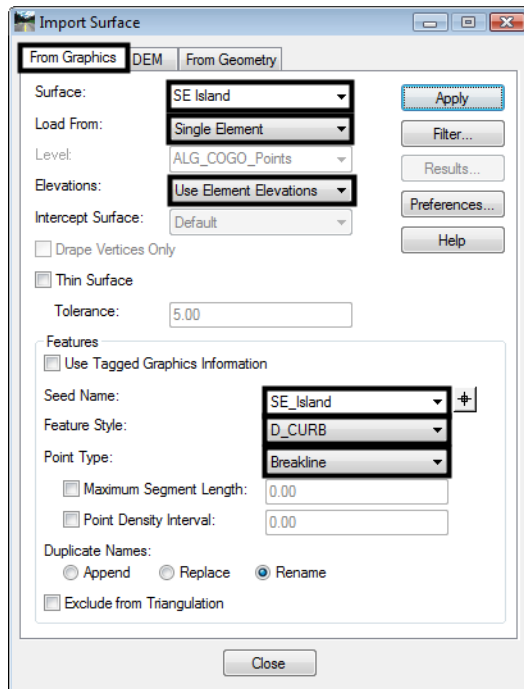 Import Surface
From Graphics DEM From Geometry
Surface: SE Island Apply
Load From: Single Element Filter...
Level: ALG_COGO_Points Results...
Elevations: Use Element Elevations Preferences...
Intercept Surface: Default Help
Drape Vertices Only
Thin Surface
Tolerance: 5.00
Features
Use Tagged Graphics Information
Seed Name: SE_Island
Feature Style: D_CURB
Point Type: Breakline
Maximum Segment Length: 0.00
Point Density Interval: 0.00
Duplicate Names:
Append Replace Rename
Exclude from Triangulation
Close